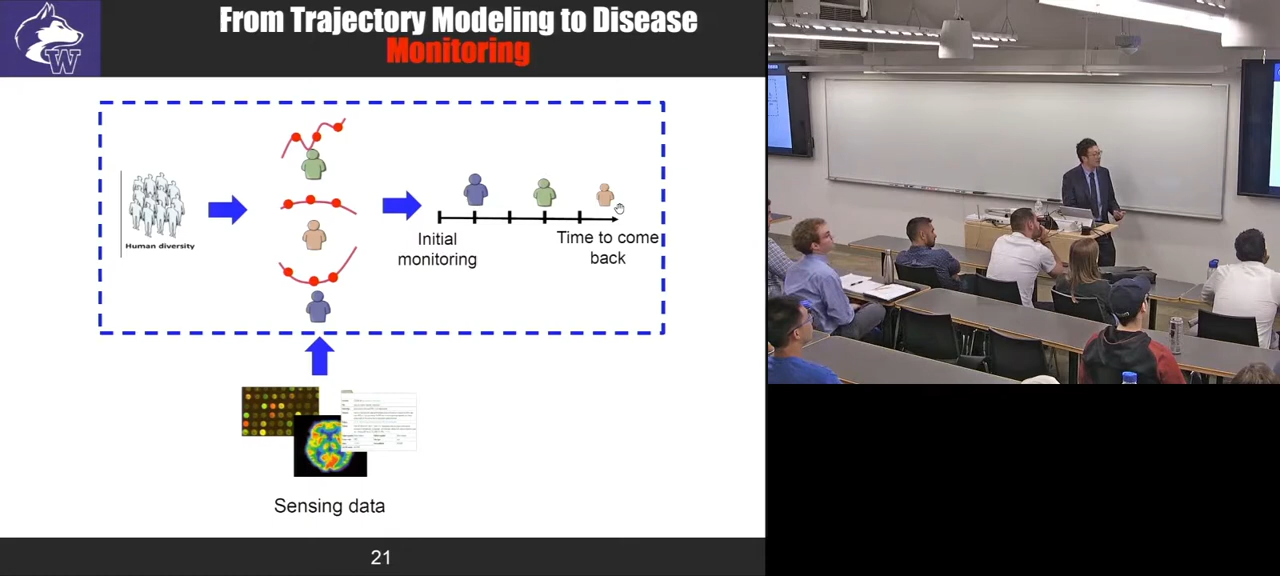 From Trajectory Modeling to Disease
Monitoring
W
Human diversity
Initial
monitoring
Time to come
back
Sensing data
21